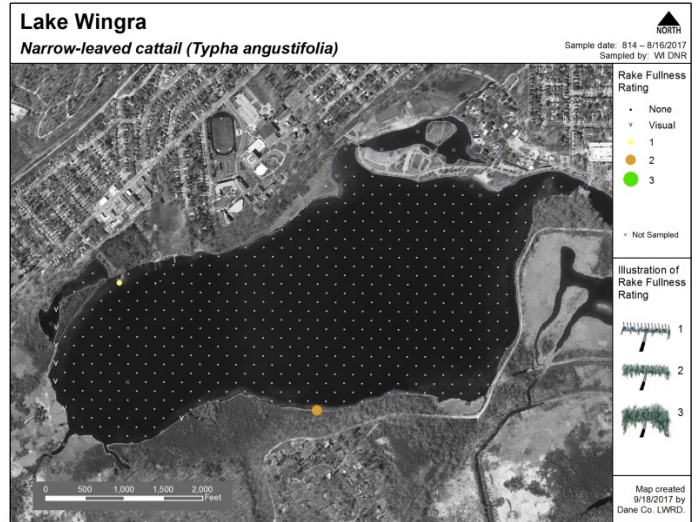 Lake Wingra
Narrow-leaved cattail (Typha angustifolia)
NORTH
Sample date: 814 – 8/16/2017
Sampled by: WI DNR
Rake Fullness
Rating
None
v Visual
1
2
3
× Not Sampled
Illustration of
Rake Fullness
Rating
1
2
3
0 500 1,000 1,500 2,000
Feet
Map created
9/18/2017 by
Dane Co. LWRD.